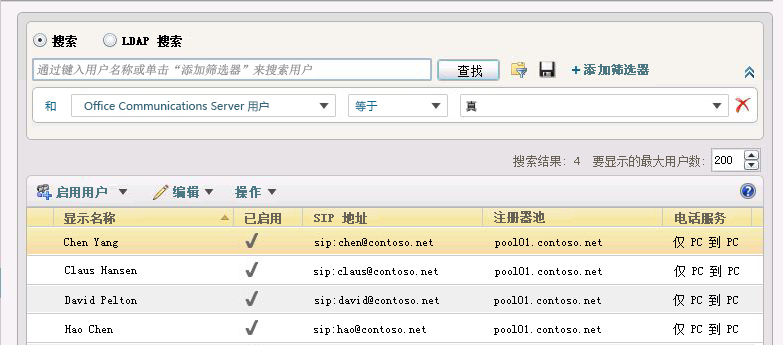 搜索 LDAP 搜索
通过键入用户名称或单击“添加筛选器”来搜索用户 查找 +添加筛选器
和 Office Communications Server 用户 等于 真
搜索结果: 4 要显示的最大用户数: 200
启用用户 编辑 操作
显示名称 已启用 SIP 地址 注册器池 电话服务
Chen Yang sip:chen@contoso.net pool01.contoso.net 仅 PC 到 PC
Claus Hansen sip:claus@contoso.net pool01.contoso.net 仅 PC 到 PC
David Pelton sip:david@contoso.net pool01.contoso.net 仅 PC 到 PC
Hao Chen sip:hao@contoso.net pool01.contoso.net 仅 PC 到 PC